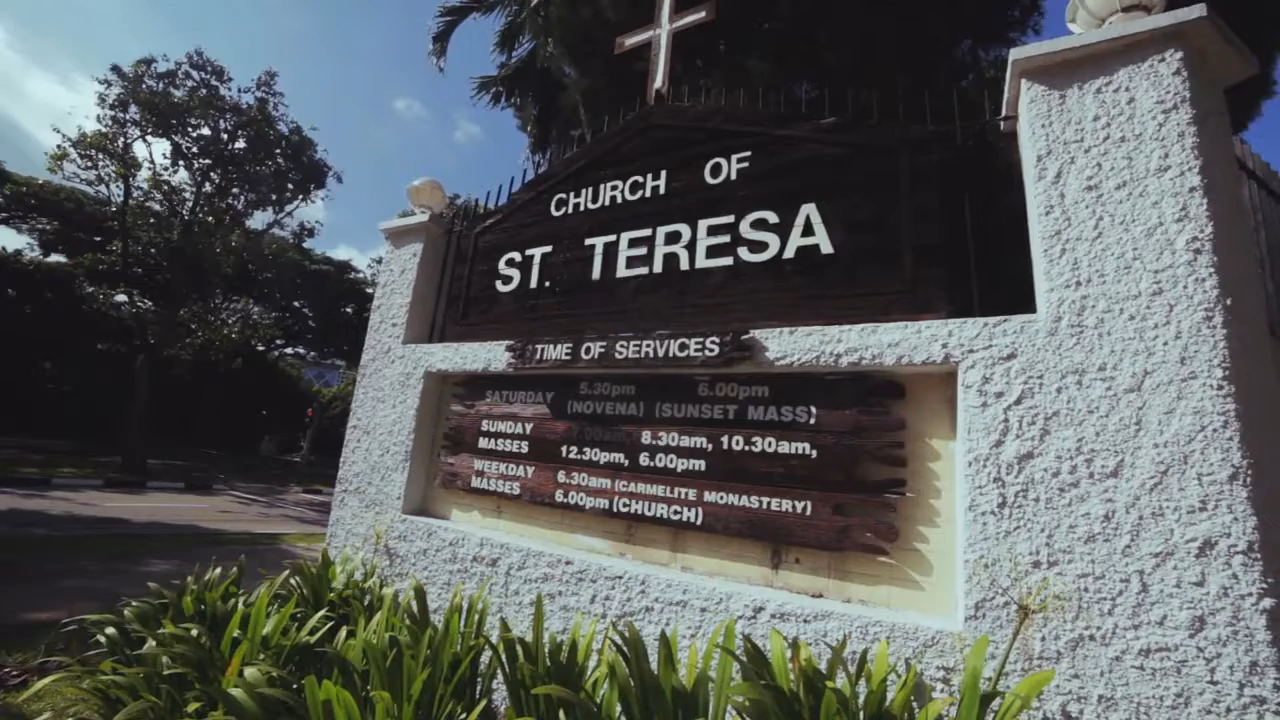 CHURCH OF
ST. TERESA
TIME OF SERVICES
SATURDAY 5.30pm 6.00pm
(NOVENA) (SUNSET MASS)
SUNDAY MASSES 8.30am, 10.30am,
12.30pm, 6.00pm
WEEKDAY MASSES 6.30am (CARMELITE MONASTERY)
6.00pm (CHURCH)